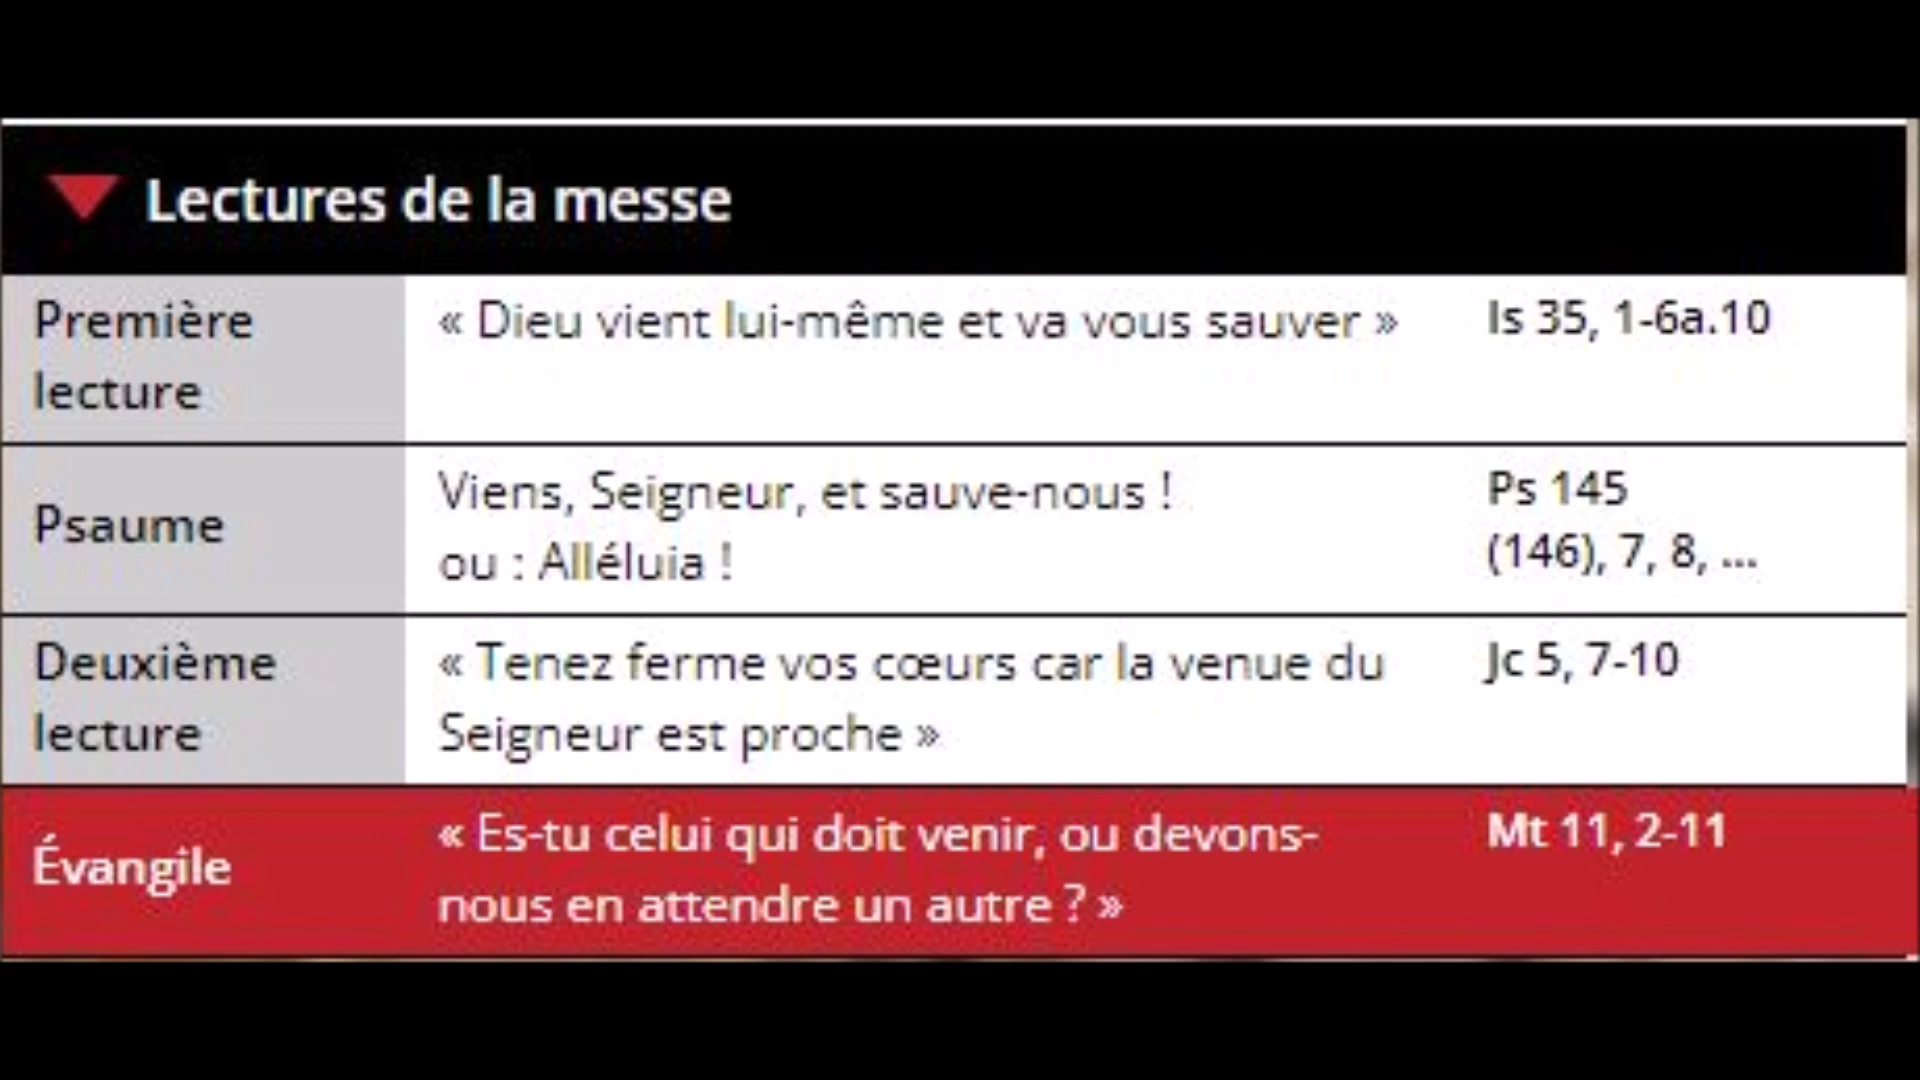 Lectures de la messe
Première
lecture
« Dieu vient lui-même et va vous sauver »
Is 35, 1-6a.10
Psaume
Viens, Seigneur, et sauve-nous !
ou : Alléluia !
Ps 145
(146), 7, 8, ...
Deuxième
lecture
« Tenez ferme vos cœurs car la venue du
Seigneur est proche »
Jc 5, 7-10
Évangile
« Es-tu celui qui doit venir, ou devons-
nous en attendre un autre ? »
Mt 11, 2-11